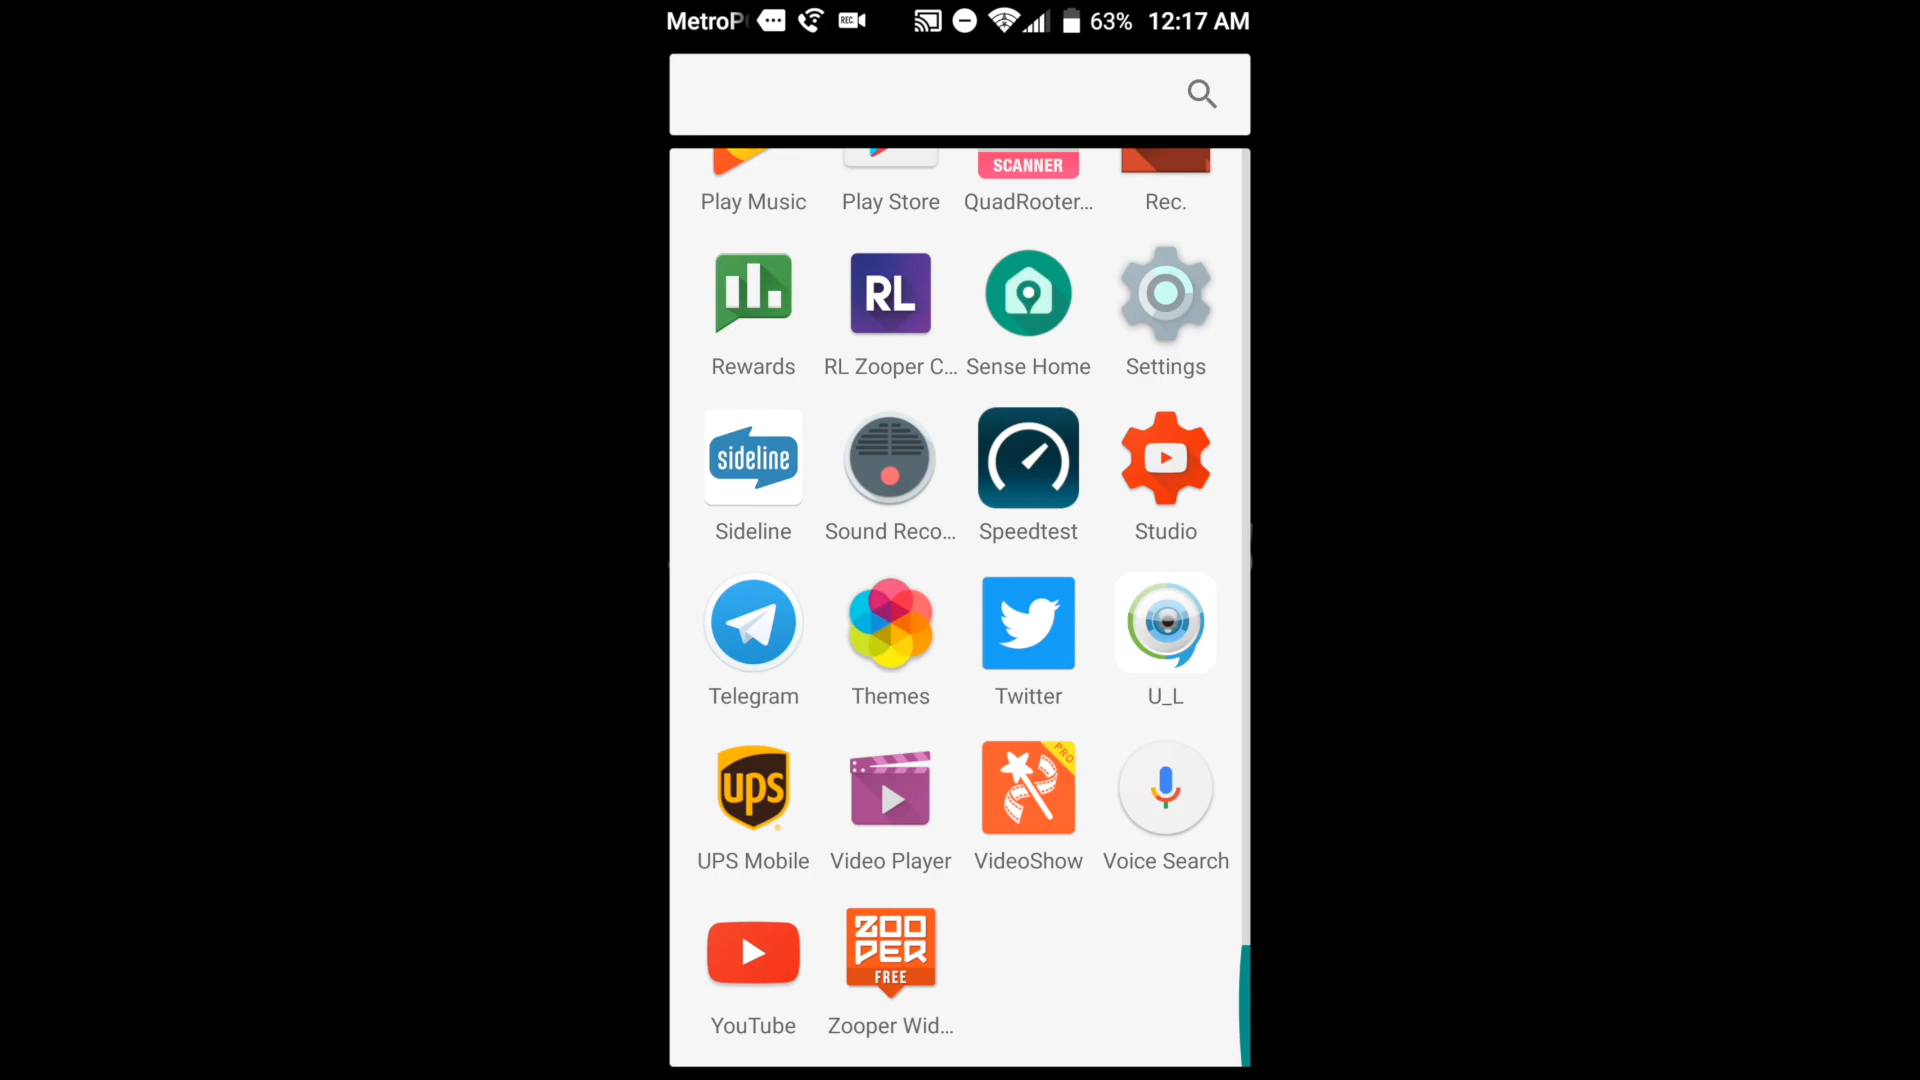 MetroP
REC.
63% 12:17 AM
SCANNER
Play Music Play Store QuadRooter... Rec.
RL
Rewards RL Zooper C... Sense Home Settings
sideline
Sideline Sound Reco... Speedtest Studio
Telegram Themes Twitter U_L
ups
PRO
UPS Mobile Video Player VideoShow Voice Search
ZOO
PER
FREE
YouTube Zooper Wid...